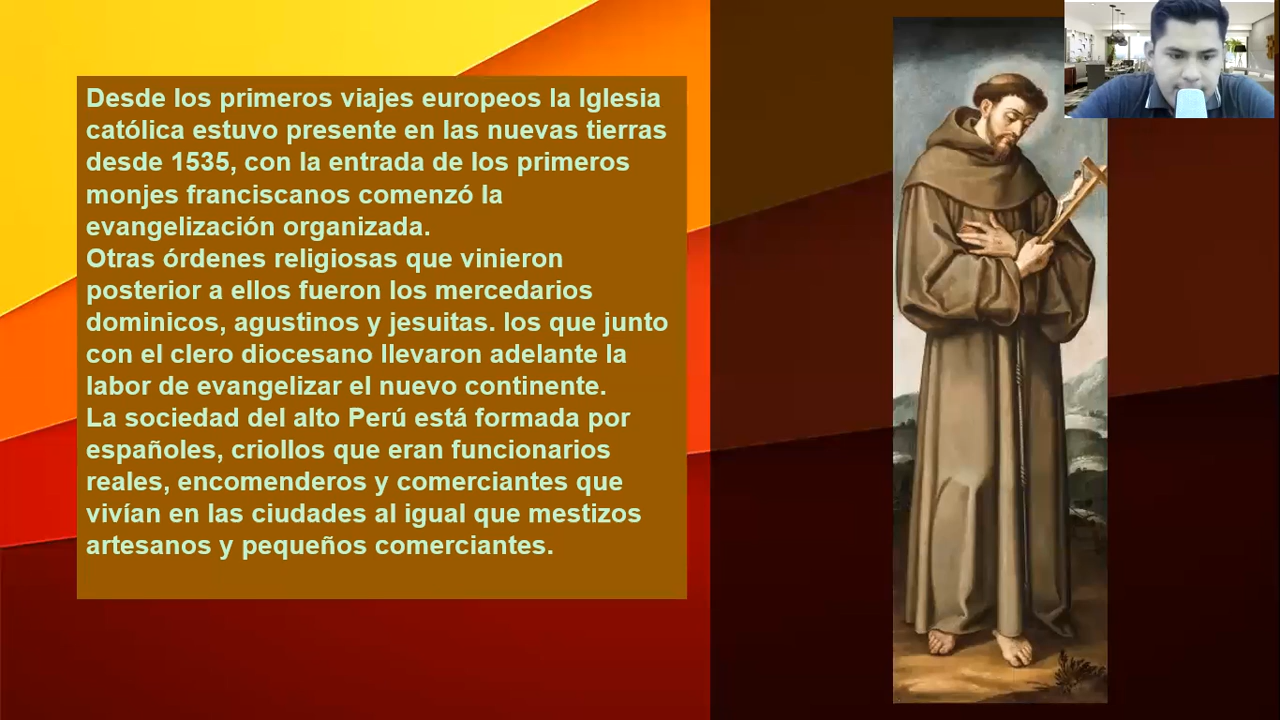 Desde los primeros viajes europeos la Iglesia
católica estuvo presente en las nuevas tierras
desde 1535, con la entrada de los primeros
monjes franciscanos comenzó la
evangelización organizada.
Otras órdenes religiosas que vinieron
posterior a ellos fueron los mercedarios
dominicos, agustinos y jesuitas. los que junto
con el clero diocesano llevaron adelante la
labor de evangelizar el nuevo continente.
La sociedad del alto Perú está formada por
españoles, criollos que eran funcionarios
reales, encomenderos y comerciantes que
vivían en las ciudades al igual que mestizos
artesanos y pequeños comerciantes.